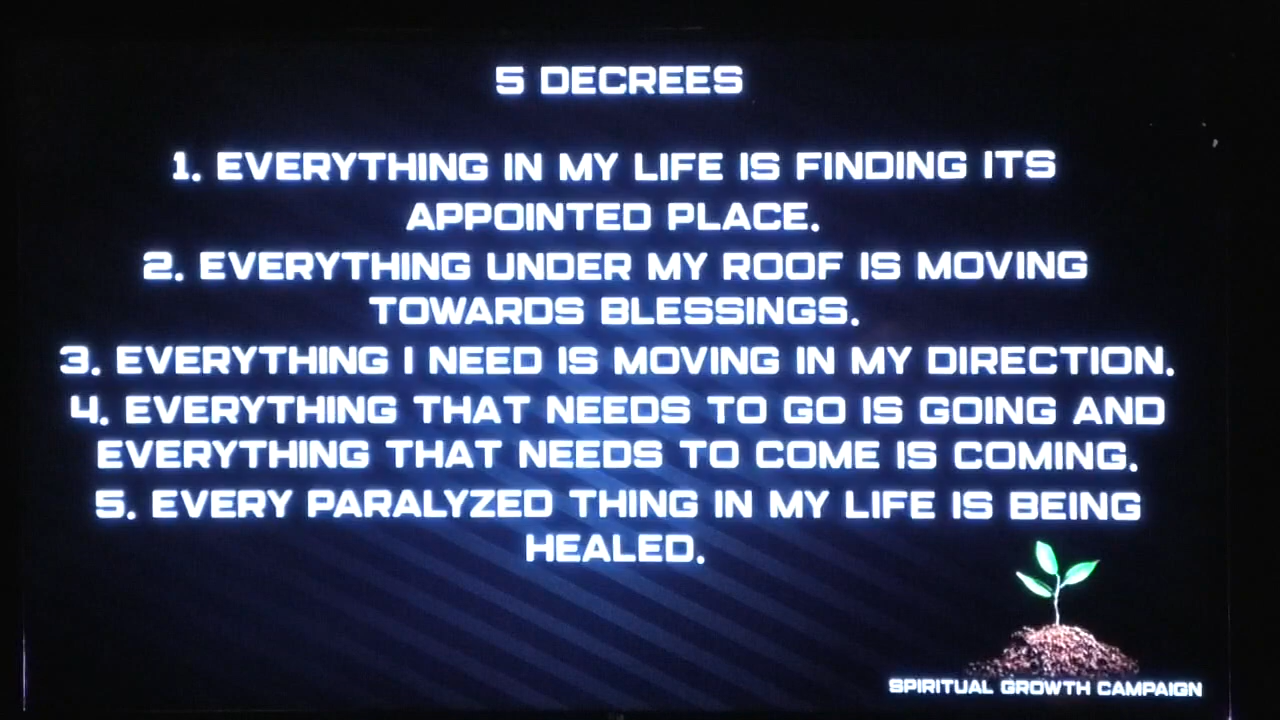 5 DECREES
1. EVERYTHING IN MY LIFE IS FINDING ITS
APPOINTED PLACE.
2. EVERYTHING UNDER MY ROOF IS MOVING
TOWARDS BLESSINGS.
3. EVERYTHING I NEED IS MOVING IN MY DIRECTION.
4. EVERYTHING THAT NEEDS TO GO IS GOING AND
EVERYTHING THAT NEEDS TO COME IS COMING.
5. EVERY PARALYZED THING IN MY LIFE IS BEING
HEALED.
SPIRITUAL GROWTH CAMPAIGN